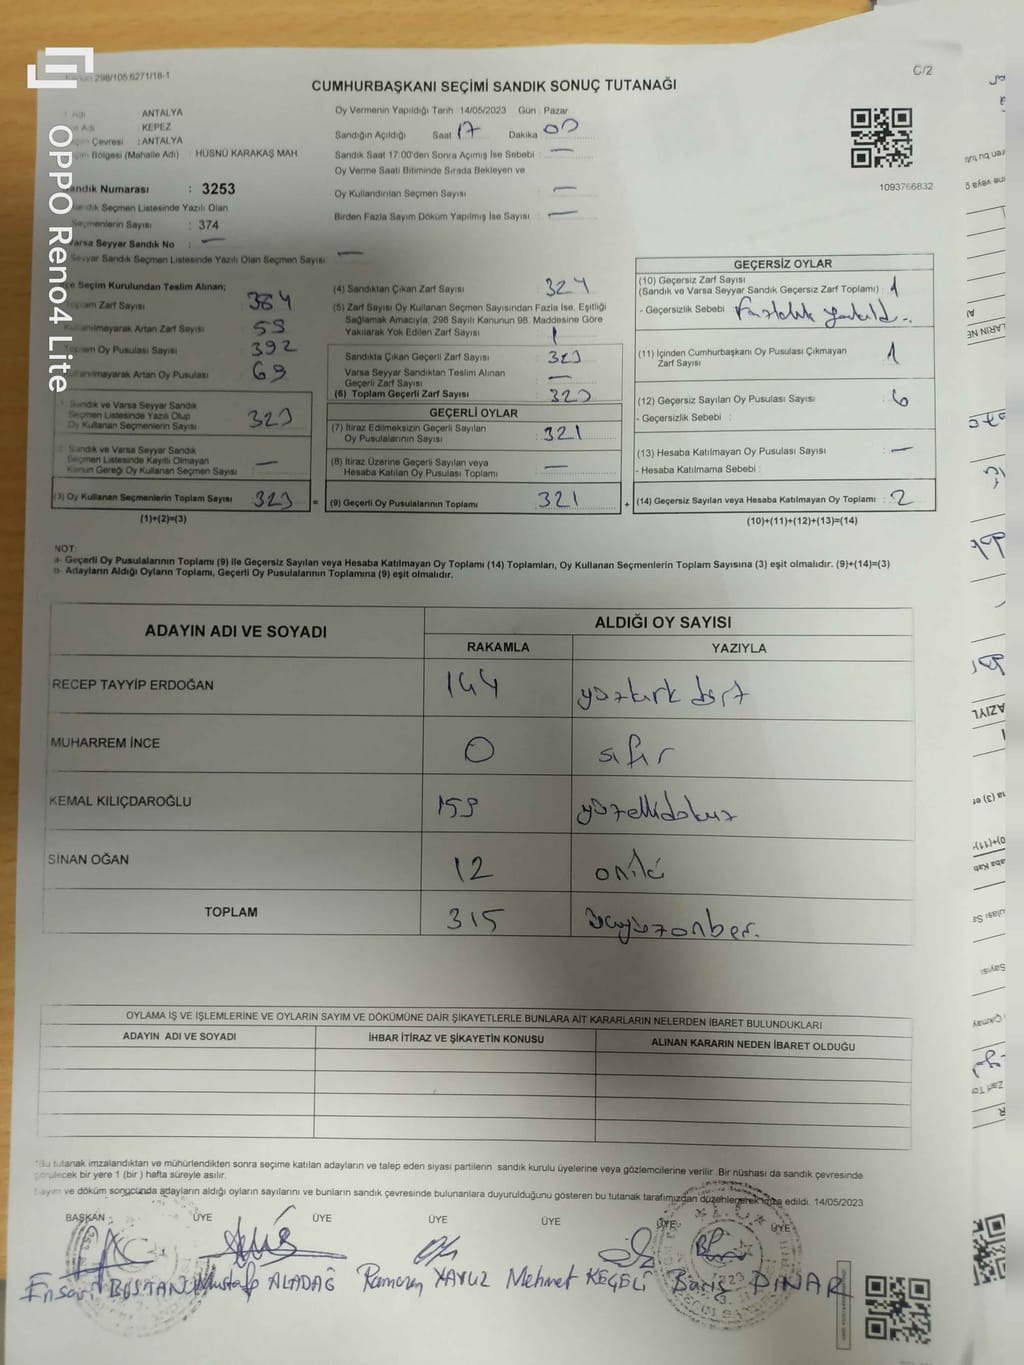 298/105.6271/18-1
C/2
CUMHURBAŞKANI SEÇİMİ SANDIK SONUÇ TUTANAĞI
Adı ANTALYA
Adı KEPEZ
Çevresi : ANTALYA
Bölgesi (Mahalle Adı) : HÜSNÜ KARAKAŞ MAH.
Sandık Numarası : 3253
Sandık Seçmen Listesinde Yazılı Olan
Seçmenlerin Sayısı : 374
Varsa Seyyar Sandık No : —
Seyyar Sandık Seçmen Listesinde Yazılı Olan Seçmen Sayısı —
Oy Vermenin Yapıldığı Tarih : 14/05/2023 Gün : Pazar
Sandığın Açıldığı Saat 17 Dakika 00
Sandık Saat 17:00'den Sonra Açımış İse Sebebi : —
Oy Verme Saati Bitiminde Sırada Bekleyen ve
Oy Kullandırılan Seçmen Sayısı —
Birden Fazla Sayım Döküm Yapılmış İse Sayısı : —
1093766832
İlçe Seçim Kurulundan Teslim Alınan;
Toplam Zarf Sayısı 384
Kullanılmayarak Artan Zarf Sayısı 59
Toplam Oy Pusulası Sayısı 392
Kullanılmayarak Artan Oy Pusulası 69
Sandık ve Varsa Seyyar Sandık
Seçmen Listesinde Yazılı Olup
Oy Kullanan Seçmenlerin Sayısı 323
Sandık ve Varsa Seyyar Sandık
Seçmen Listesinde Kayıtlı Olmayan
Kanun Gereği Oy Kullanan Seçmen Sayısı —
(3) Oy Kullanan Seçmenlerin Toplam Sayısı 323 =
(1)+(2)=(3)
(4) Sandıktan Çıkan Zarf Sayısı 324
(5) Zarf Sayısı Oy Kullanan Seçmen Sayısından Fazla İse, Eşitliği
Sağlamak Amacıyla, 298 Sayılı Kanunun 98. Maddesine Göre
Yakılarak Yok Edilen Zarf Sayısı 1
Sandıkta Çıkan Geçerli Zarf Sayısı 323
Varsa Seyyar Sandıktan Teslim Alınan
Geçerli Zarf Sayısı —
(6) Toplam Geçerli Zarf Sayısı 323
GEÇERLİ OYLAR
(7) İtiraz Edilmeksizin Geçerli Sayılan
Oy Pusulalarının Sayısı 321
(8) İtiraz Üzerine Geçerli Sayılan veya
Hesaba Katılan Oy Pusulası Toplamı —
(9) Geçerli Oy Pusulalarının Toplamı 321 +
GEÇERSİZ OYLAR
(10) Geçersiz Zarf Sayısı
(Sandık ve Varsa Seyyar Sandık Geçersiz Zarf Toplamı) : 1
- Geçersizlik Sebebi : Fazlalık yakıldı.
(11) İçinden Cumhurbaşkanı Oy Pusulası Çıkmayan
Zarf Sayısı 1
(12) Geçersiz Sayılan Oy Pusulası Sayısı : 6
- Geçersizlik Sebebi :
(13) Hesaba Katılmayan Oy Pusulası Sayısı : —
- Hesaba Katılmama Sebebi :
(14) Geçersiz Sayılan veya Hesaba Katılmayan Oy Toplamı : 2
(10)+(11)+(12)+(13)=(14)
NOT:
a- Geçerli Oy Pusulalarının Toplamı (9) ile Geçersiz Sayılan veya Hesaba Katılmayan Oy Toplamı (14) Toplamları, Oy Kullanan Seçmenlerin Toplam Sayısına (3) eşit olmalıdır. (9)+(14)=(3)
b- Adayların Aldığı Oyların Toplamı, Geçerli Oy Pusulalarının Toplamına (9) eşit olmalıdır.
ADAYIN ADI VE SOYADI
ALDIĞI OY SAYISI
RAKAMLA YAZIYLA
RECEP TAYYİP ERDOĞAN 144 yüzkırk dört
MUHARREM İNCE 0 sıfır
KEMAL KILIÇDAROĞLU 159 yüzellidokuz
SİNAN OĞAN 12 oniki
TOPLAM 315 üçyüzonbeş.
OYLAMA İŞ VE İŞLEMLERİNE VE OYLARIN SAYIM VE DÖKÜMÜNE DAİR ŞİKAYETLERLE BUNLARA AİT KARARLARIN NELERDEN İBARET BULUNDUKLARI
ADAYIN ADI VE SOYADI İHBAR İTİRAZ VE ŞİKAYETİN KONUSU ALINAN KARARIN NEDEN İBARET OLDUĞU
*Bu tutanak imzalandıktan ve mühürlendikten sonra seçime katılan adayların ve talep eden siyasi partilerin sandık kurulu üyelerine veya gözlemcilerine verilir. Bir nüshası da sandık çevresinde
görülecek bir yere 1 (bir) hafta süreyle asılır.
Sayım ve döküm sonucunda adayların aldığı oyların sayılarını ve bunların sandık çevresinde bulunanlara duyurulduğunu gösteren bu tutanak tarafımızdan düzenlenerek imza edildi. 14/05/2023
BAŞKAN ÜYE ÜYE ÜYE ÜYE ÜYE ÜYE
Ensari BOSTANCI Mustafa ALADAĞ Ramazan YAVUZ Mehmet KEÇELİ Barış PINAR
OPPO Reno4 Lite